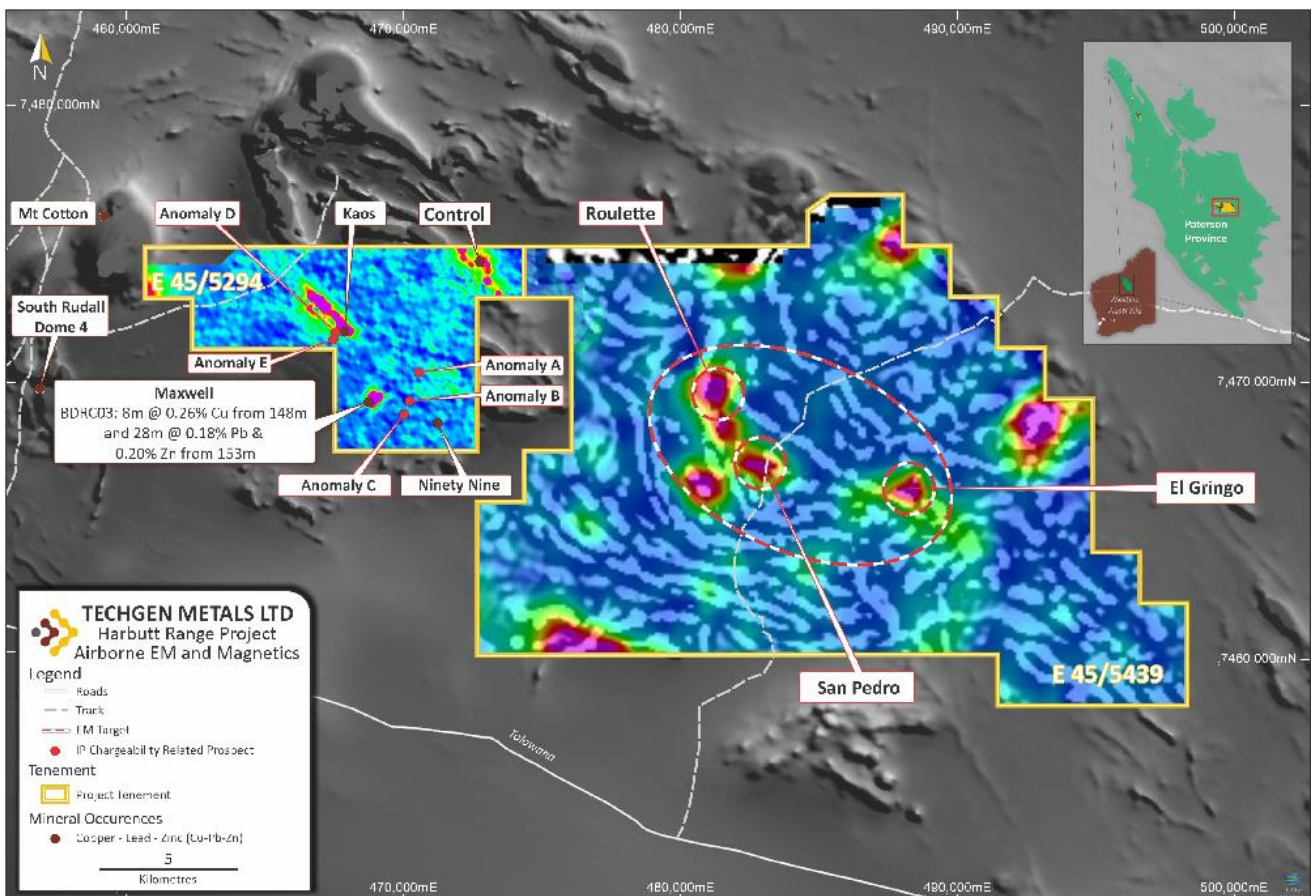 460,000mE
470,000mE
480,000mE
490,000mE
500,000mE
N
7,480,000mN
Mt Cotton
Anomaly D
Kaos
Control
Roulette
Paterson
Province
Western
Australia
E 45/5294
South Rudall
Dome 4
Anomaly E
Anomaly A
Anomaly B
7,470 000mN
Maxwell
BDRC03: 8m @ 0.26% Cu from 148m
and 28m @ 0.18% Pb &
0.20% Zn from 153m
Anomaly C
Ninety Nine
El Gringo
San Pedro
E 45/5439
7,460 000mN
TECHGEN METALS LTD
Harbutt Range Project
Airborne EM and Magnetics
Legend
Roads
Track
EM Target
IP Chargeability Related Prospect
Tenement
Project Tenement
Mineral Occurences
Copper - Lead - Zinc (Cu-Pb-Zn)
5
Kilometres
Talawana
470,000mE
480,000mE
490,000mE
500,000mE